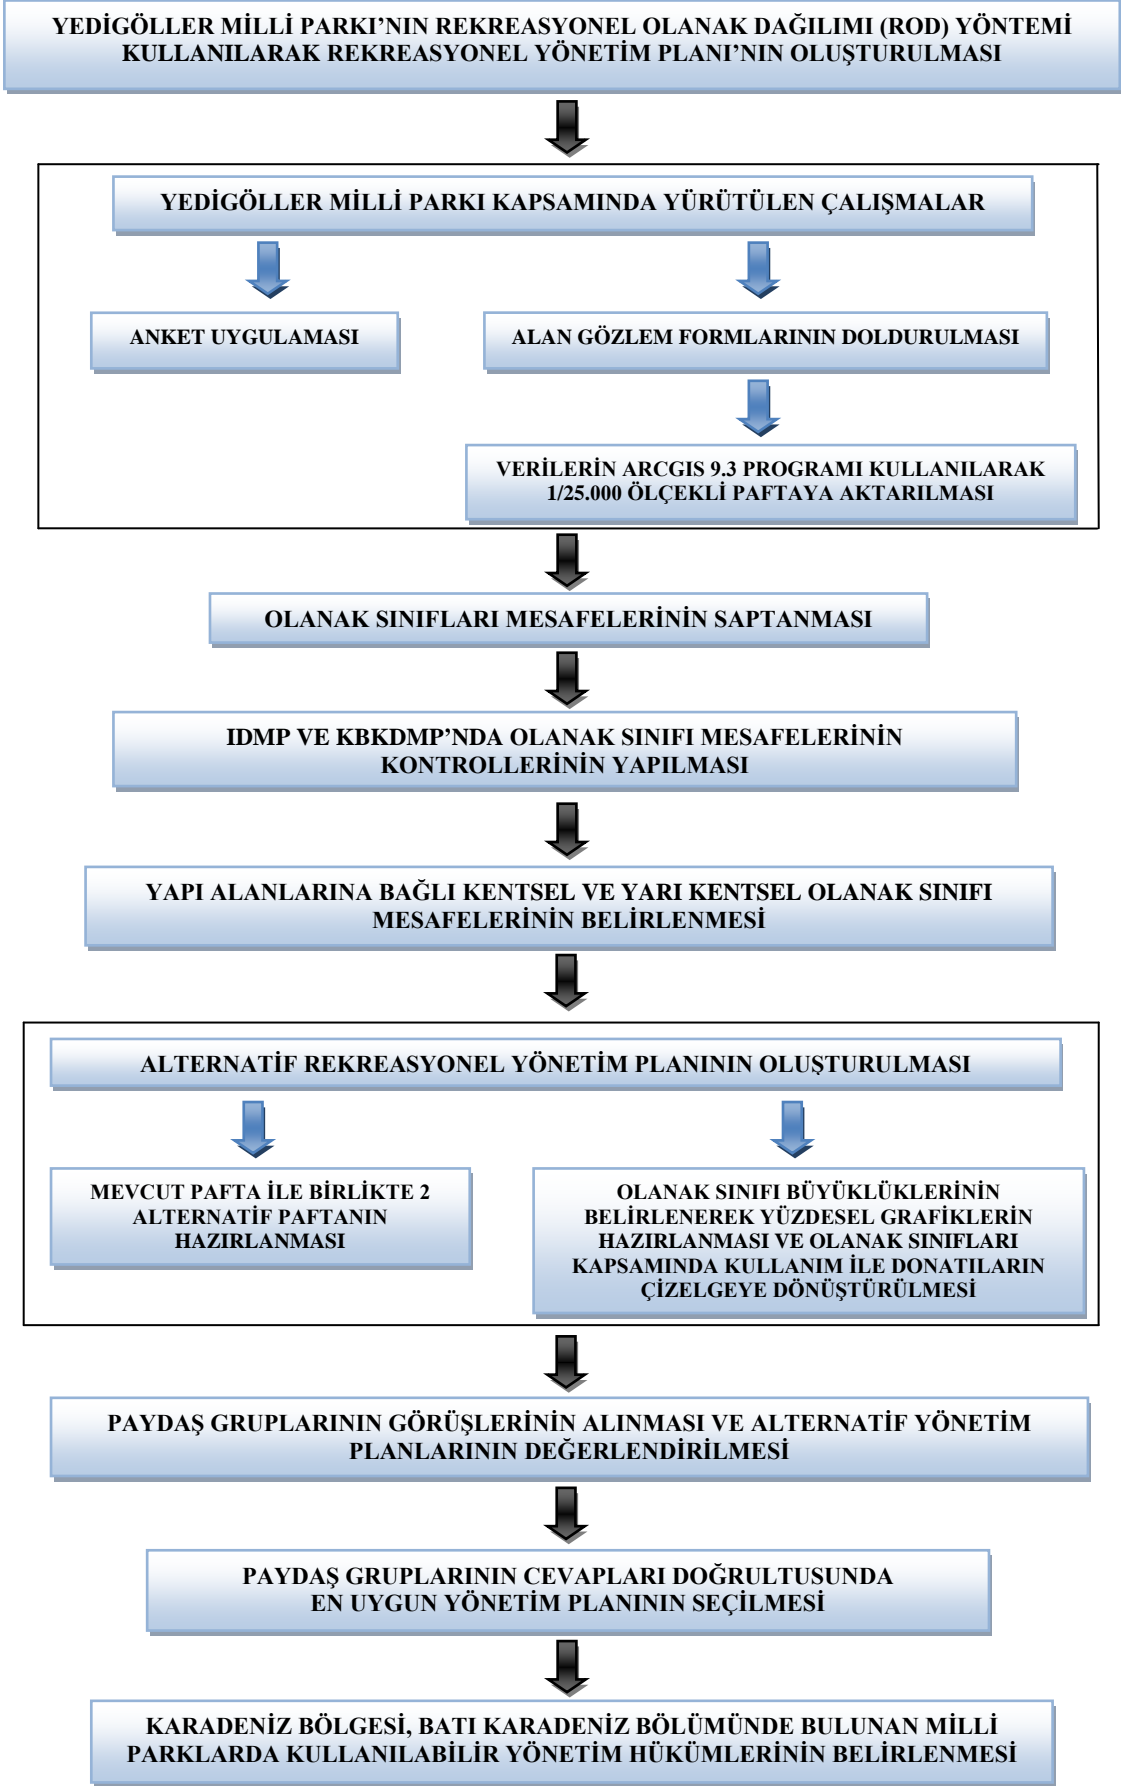 YEDİGÖLLER MİLLİ PARKI'NIN REKREASYONEL OLANAK DAĞILIMI (ROD) YÖNTEMİ
KULLANILARAK REKREASYONEL YÖNETİM PLANI'NIN OLUŞTURULMASI
YEDİGÖLLER MİLLİ PARKI KAPSAMINDA YÜRÜTÜLEN ÇALIŞMALAR
ANKET UYGULAMASI
ALAN GÖZLEM FORMLARININ DOLDURULMASI
VERİLERİN ARCGIS 9.3 PROGRAMI KULLANILARAK
1/25.000 ÖLÇEKLİ PAFTAYA AKTARILMASI
OLANAK SINIFLARI MESAFELERİNİN SAPTANMASI
IDMP VE KBKDMP'NDA OLANAK SINIFI MESAFELERİNİN
KONTROLLERİNİN YAPILMASI
YAPI ALANLARINA BAĞLI KENTSEL VE YARI KENTSEL OLANAK SINIFI
MESAFELERİNİN BELİRLENMESİ
ALTERNATİF REKREASYONEL YÖNETİM PLANININ OLUŞTURULMASI
MEVCUT PAFTA İLE BİRLİKTE 2
ALTERNATİF PAFTANIN
HAZIRLANMASI
OLANAK SINIFI BÜYÜKLÜKLERİNİN
BELİRLENEREK YÜZDESEL GRAFİKLERİN
HAZIRLANMASI VE OLANAK SINIFLARI
KAPSAMINDA KULLANIM İLE DONATILARIN
ÇİZELGEYE DÖNÜŞTÜRÜLMESİ
PAYDAŞ GRUPLARININ GÖRÜŞLERİNİN ALINMASI VE ALTERNATİF YÖNETİM
PLANLARININ DEĞERLENDİRİLMESİ
PAYDAŞ GRUPLARININ CEVAPLARI DOĞRULTUSUNDA
EN UYGUN YÖNETİM PLANININ SEÇİLMESİ
KARADENİZ BÖLGESİ, BATI KARADENİZ BÖLÜMÜNDE BULUNAN MİLLİ
PARKLARDA KULLANILABİLİR YÖNETİM HÜKÜMLERİNİN BELİRLENMESİ